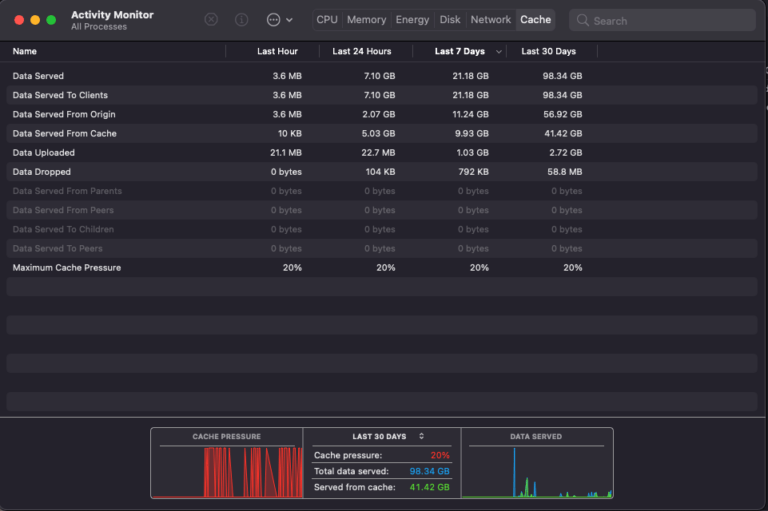 Activity Monitor
All Processes
CPU Memory Energy Disk Network Cache Search
Name Last Hour Last 24 Hours Last 7 Days Last 30 Days
Data Served 3.6 MB 7.10 GB 21.18 GB 98.34 GB
Data Served To Clients 3.6 MB 7.10 GB 21.18 GB 98.34 GB
Data Served From Origin 3.6 MB 2.07 GB 11.24 GB 56.92 GB
Data Served From Cache 10 KB 5.03 GB 9.93 GB 41.42 GB
Data Uploaded 21.1 MB 22.7 MB 1.03 GB 2.72 GB
Data Dropped 0 bytes 104 KB 792 KB 58.8 MB
Data Served From Parents 0 bytes 0 bytes 0 bytes 0 bytes
Data Served From Peers 0 bytes 0 bytes 0 bytes 0 bytes
Data Served To Children 0 bytes 0 bytes 0 bytes 0 bytes
Data Served To Peers 0 bytes 0 bytes 0 bytes 0 bytes
Maximum Cache Pressure 20% 20% 20% 20%
CACHE PRESSURE LAST 30 DAYS DATA SERVED
Cache pressure: 20%
Total data served: 98.34 GB
Served from cache: 41.42 GB